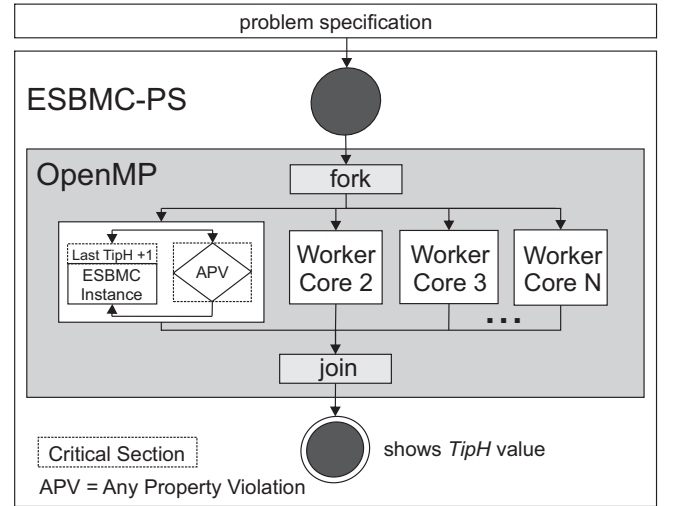 problem specification
ESBMC-PS
OpenMP
fork
Last TipH +1
ESBMC
Instance
APV
Worker
Core 2
Worker
Core 3
Worker
Core N
...
join
shows TipH value
Critical Section
APV = Any Property Violation